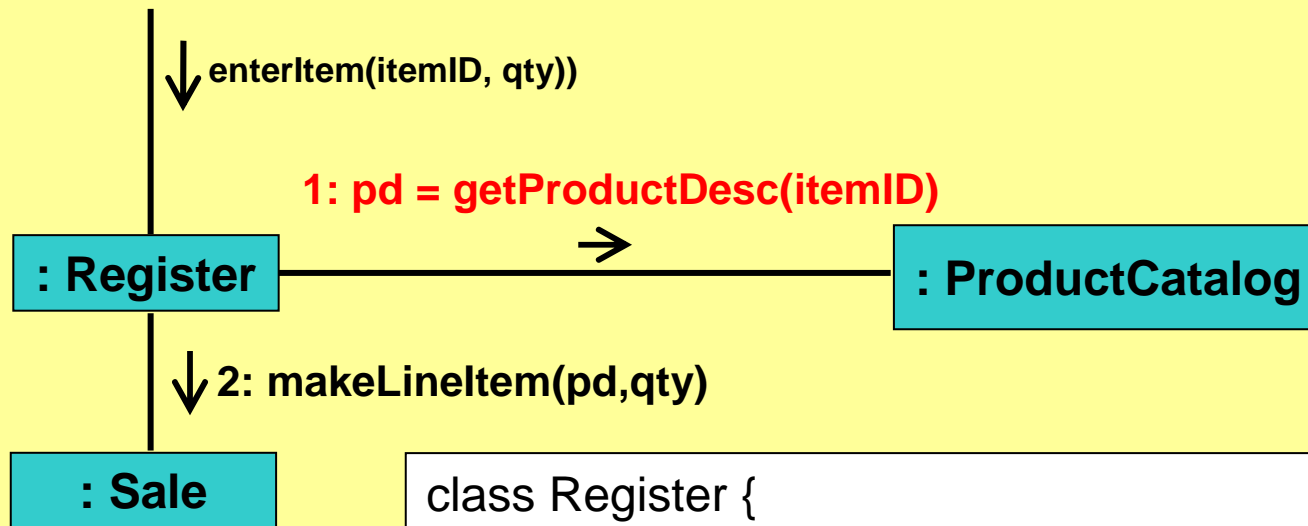 enterItem(itemID, qty))
1: pd = getProductDesc(itemID)
: Register
: ProductCatalog
2: makeLineItem(pd,qty)
: Sale
class Register {